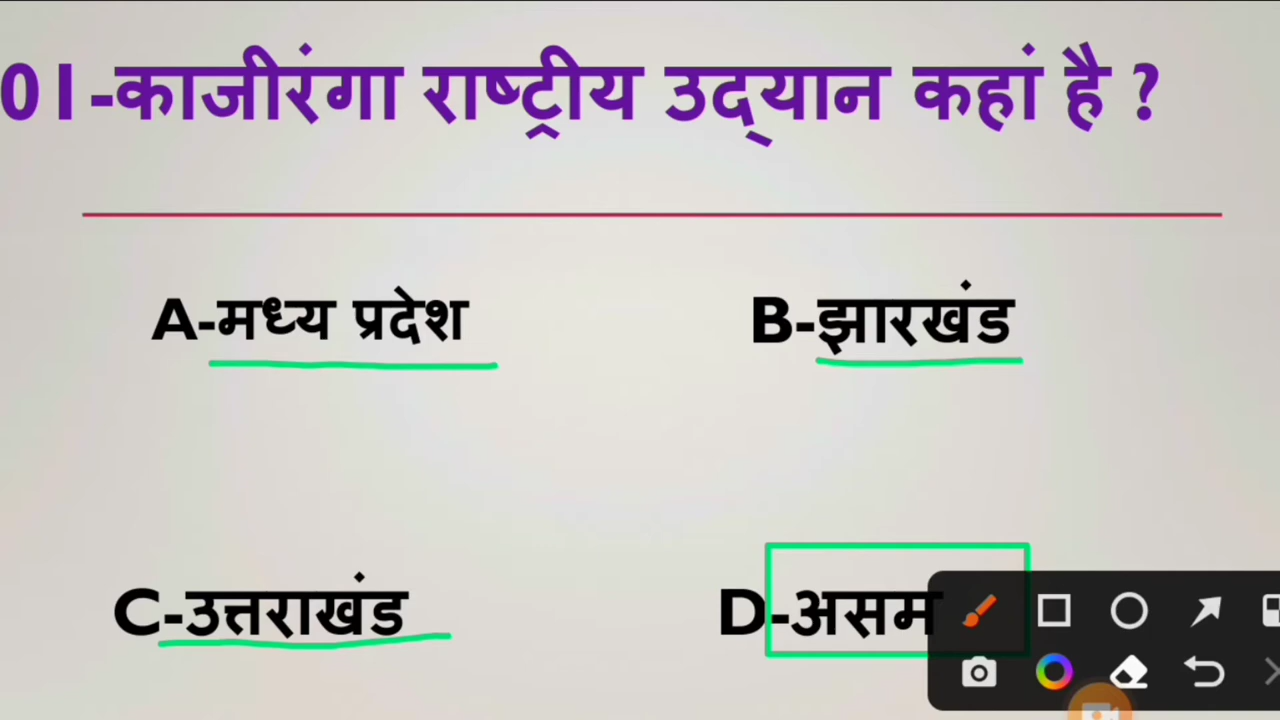 01-काजीरंगा राष्ट्रीय उद्‌यान कहां है ?
A-मध्य प्रदेश
B-झारखंड
C-उत्तराखंड
D-असम